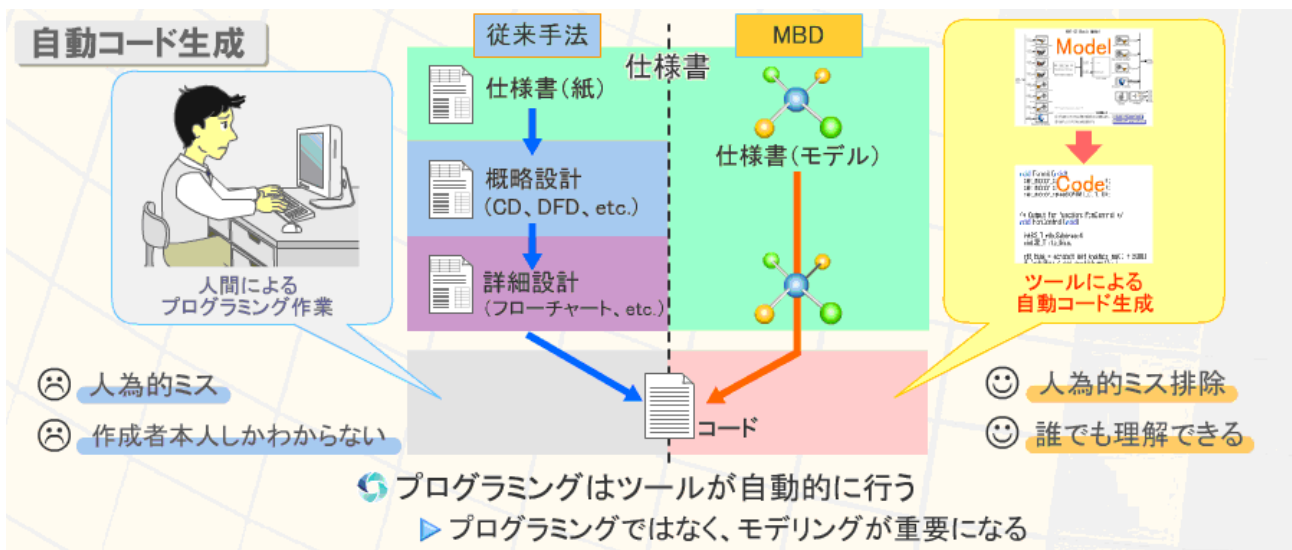 自動コード生成
従来手法
MBD
仕様書
仕様書(紙)
概略設計
(CD、DFD、etc.)
詳細設計
(フローチャート、etc.)
仕様書(モデル)
コード
人間による
プログラミング作業
人為的ミス
作成者本人しかわからない
Model
Code
ツールによる
自動コード生成
人為的ミス排除
誰でも理解できる
プログラミングはツールが自動的に行う
プログラミングではなく、モデリングが重要になる